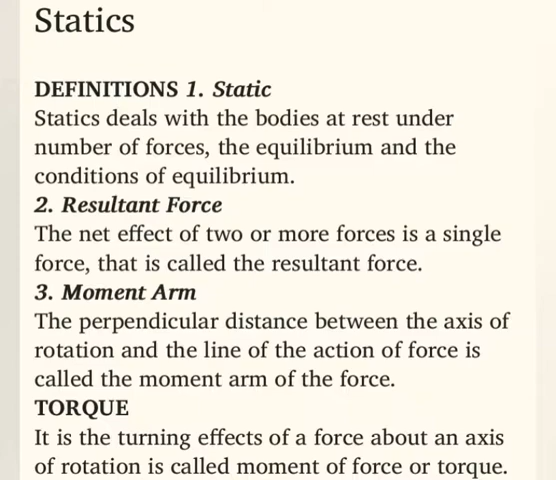 Statics
DEFINITIONS 1. Static
Statics deals with the bodies at rest under
number of forces, the equilibrium and the
conditions of equilibrium.
2. Resultant Force
The net effect of two or more forces is a single
force, that is called the resultant force.
3. Moment Arm
The perpendicular distance between the axis of
rotation and the line of the action of force is
called the moment arm of the force.
TORQUE
It is the turning effects of a force about an axis
of rotation is called moment of force or torque.